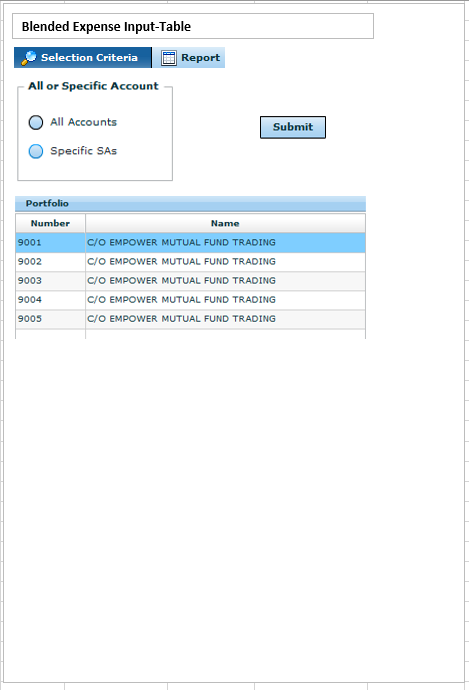 Blended Expense Input-Table
Selection Criteria Report
All or Specific Account
All Accounts
Submit
Specific SAs
Portfolio
Number Name
9001 C/O EMPOWER MUTUAL FUND TRADING
9002 C/O EMPOWER MUTUAL FUND TRADING
9003 C/O EMPOWER MUTUAL FUND TRADING
9004 C/O EMPOWER MUTUAL FUND TRADING
9005 C/O EMPOWER MUTUAL FUND TRADING